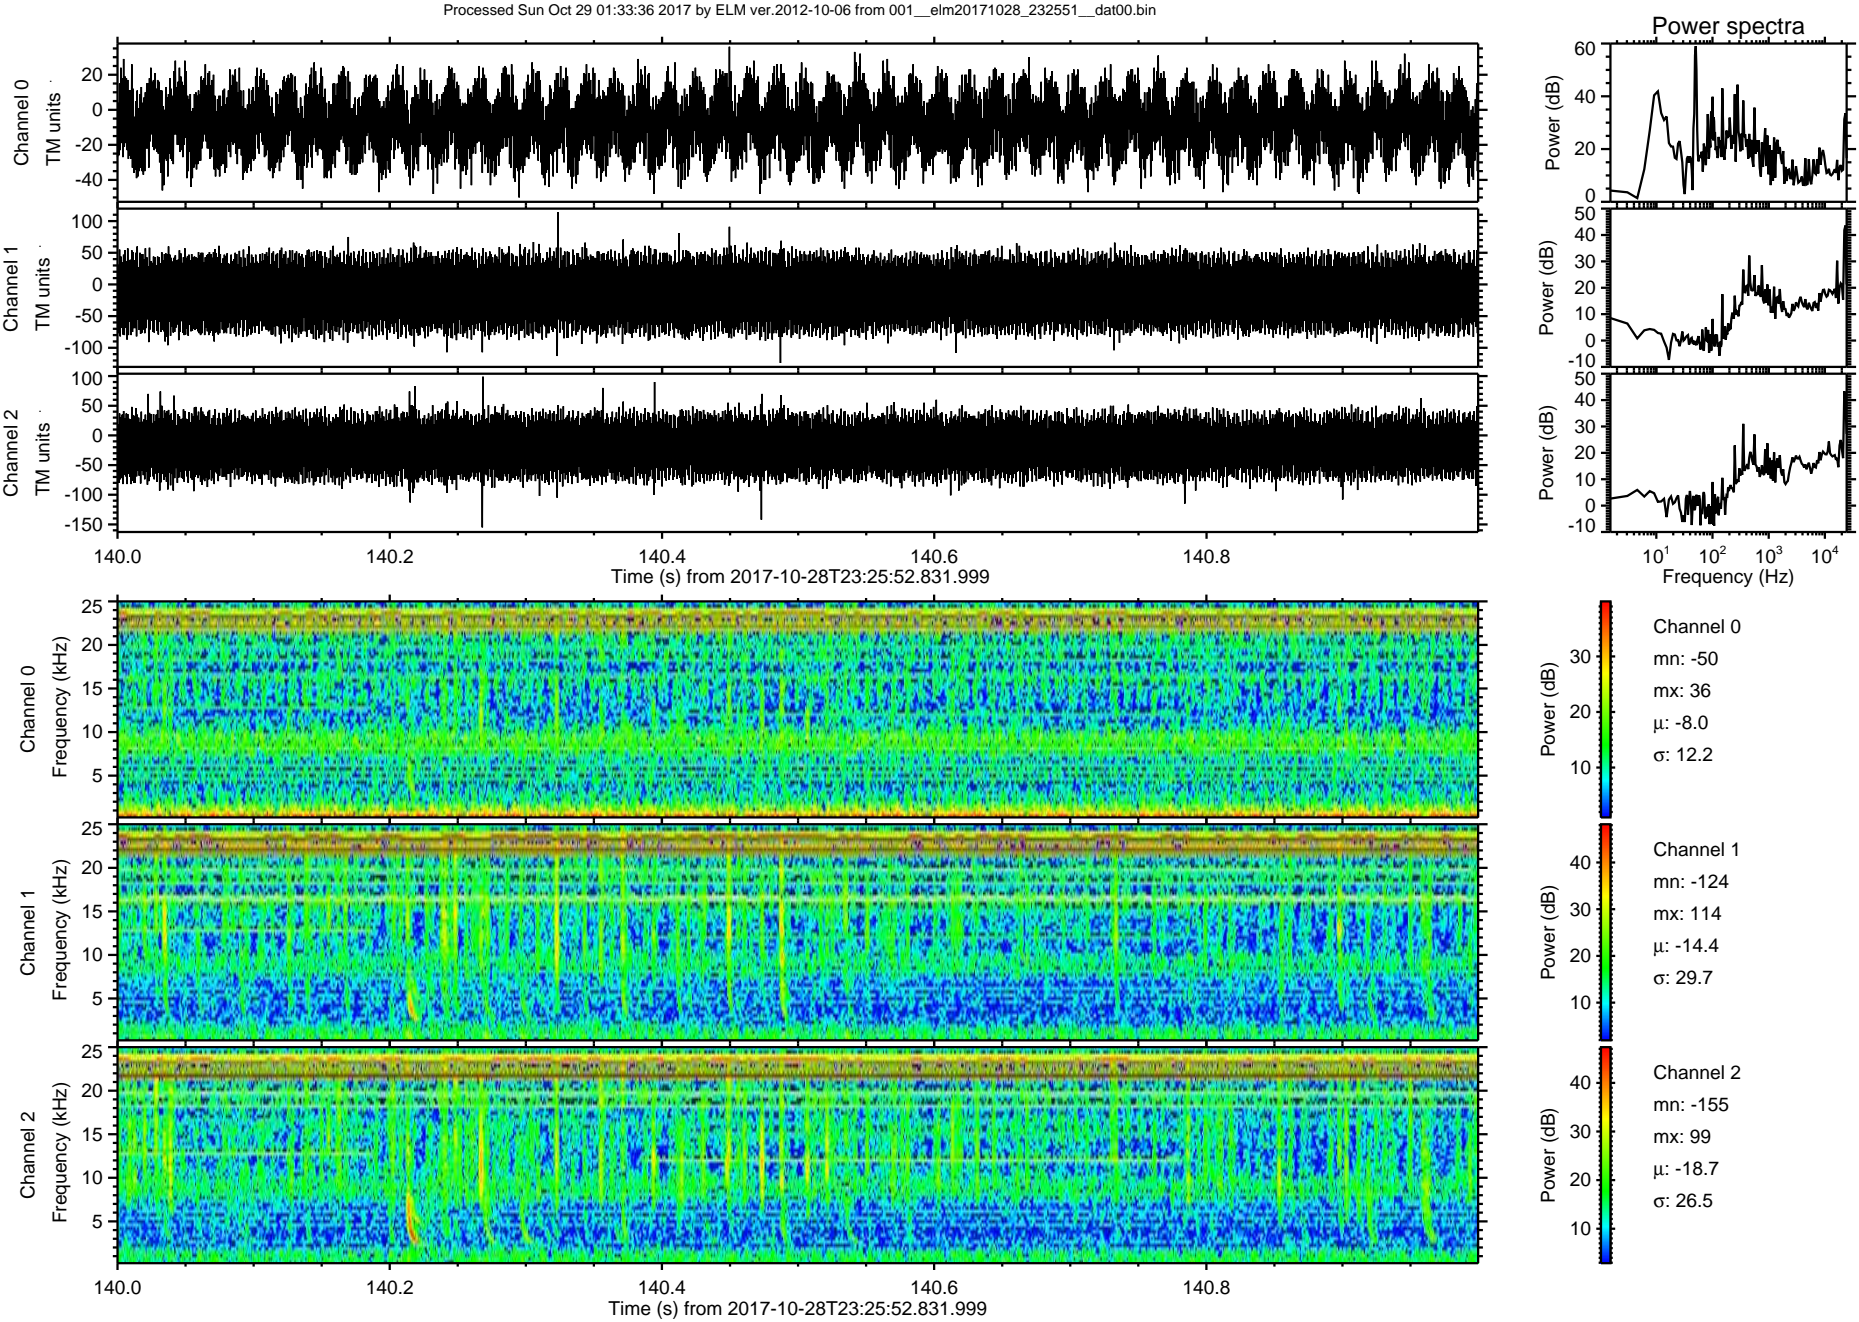 Processed Sun Oct 29 01:33:36 2017 by ELM ver.2012-10-06 from 001__elm20171028_232551__dat00.bin
Power spectra
Channel 0
TM units
20
0
-20
-40
Power (dB)
60
40
20
0
Channel 1
TM units
100
50
0
-50
-100
Power (dB)
50
40
30
20
10
0
-10
Channel 2
TM units
100
50
0
-50
-100
-150
Power (dB)
50
40
30
20
10
0
-10
140.0 140.2 140.4 140.6 140.8
Time (s) from 2017-10-28T23:25:52.831.999
10¹ 10² 10³ 10⁴
Frequency (Hz)
Channel 0
Frequency (kHz)
25
20
15
10
5
Power (dB)
30
20
10
Channel 0
mn: -50
mx: 36
μ: -8.0
σ: 12.2
Channel 1
Frequency (kHz)
25
20
15
10
5
Power (dB)
40
30
20
10
Channel 1
mn: -124
mx: 114
μ: -14.4
σ: 29.7
Channel 2
Frequency (kHz)
25
20
15
10
5
Power (dB)
40
30
20
10
Channel 2
mn: -155
mx: 99
μ: -18.7
σ: 26.5
140.0 140.2 140.4 140.6 140.8
Time (s) from 2017-10-28T23:25:52.831.999